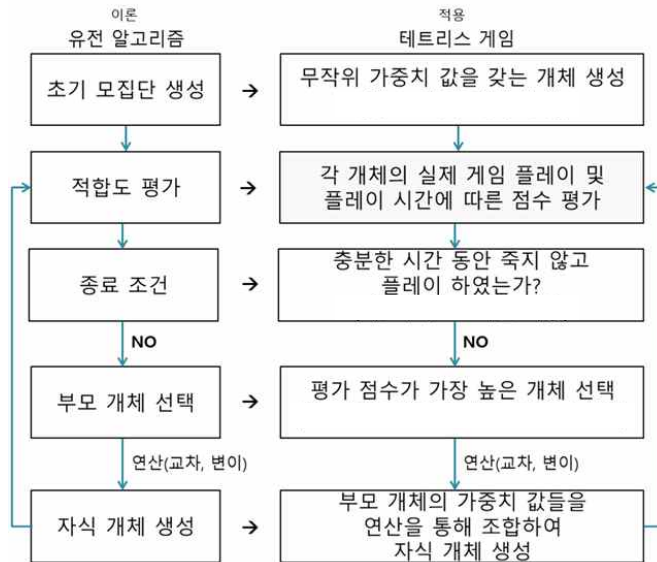 이론
유전 알고리즘
적용
테트리스 게임
초기 모집단 생성
→
무작위 가중치 값을 갖는 개체 생성
적합도 평가
→
각 개체의 실제 게임 플레이 및
플레이 시간에 따른 점수 평가
종료 조건
→
충분한 시간 동안 죽지 않고
플레이 하였는가?
NO
NO
부모 개체 선택
→
평가 점수가 가장 높은 개체 선택
연산(교차, 변이)
연산(교차, 변이)
자식 개체 생성
→
부모 개체의 가중치 값들을
연산을 통해 조합하여
자식 개체 생성